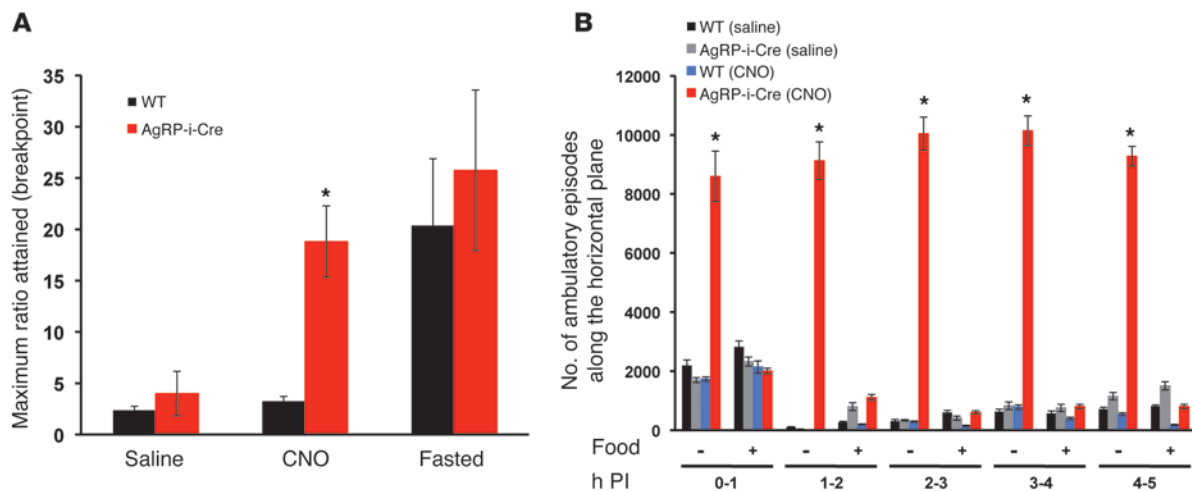 A
Maximum ratio attained (breakpoint)
35
30
25
20
15
10
5
0
WT
AgRP-i-Cre
*
Saline CNO Fasted
B
WT (saline)
AgRP-i-Cre (saline)
WT (CNO)
AgRP-i-Cre (CNO)
No. of ambulatory episodes
along the horizontal plane
12000
10000
8000
6000
4000
2000
0
* * * * *
Food - + - + - + - + - +
h PI 0-1 1-2 2-3 3-4 4-5